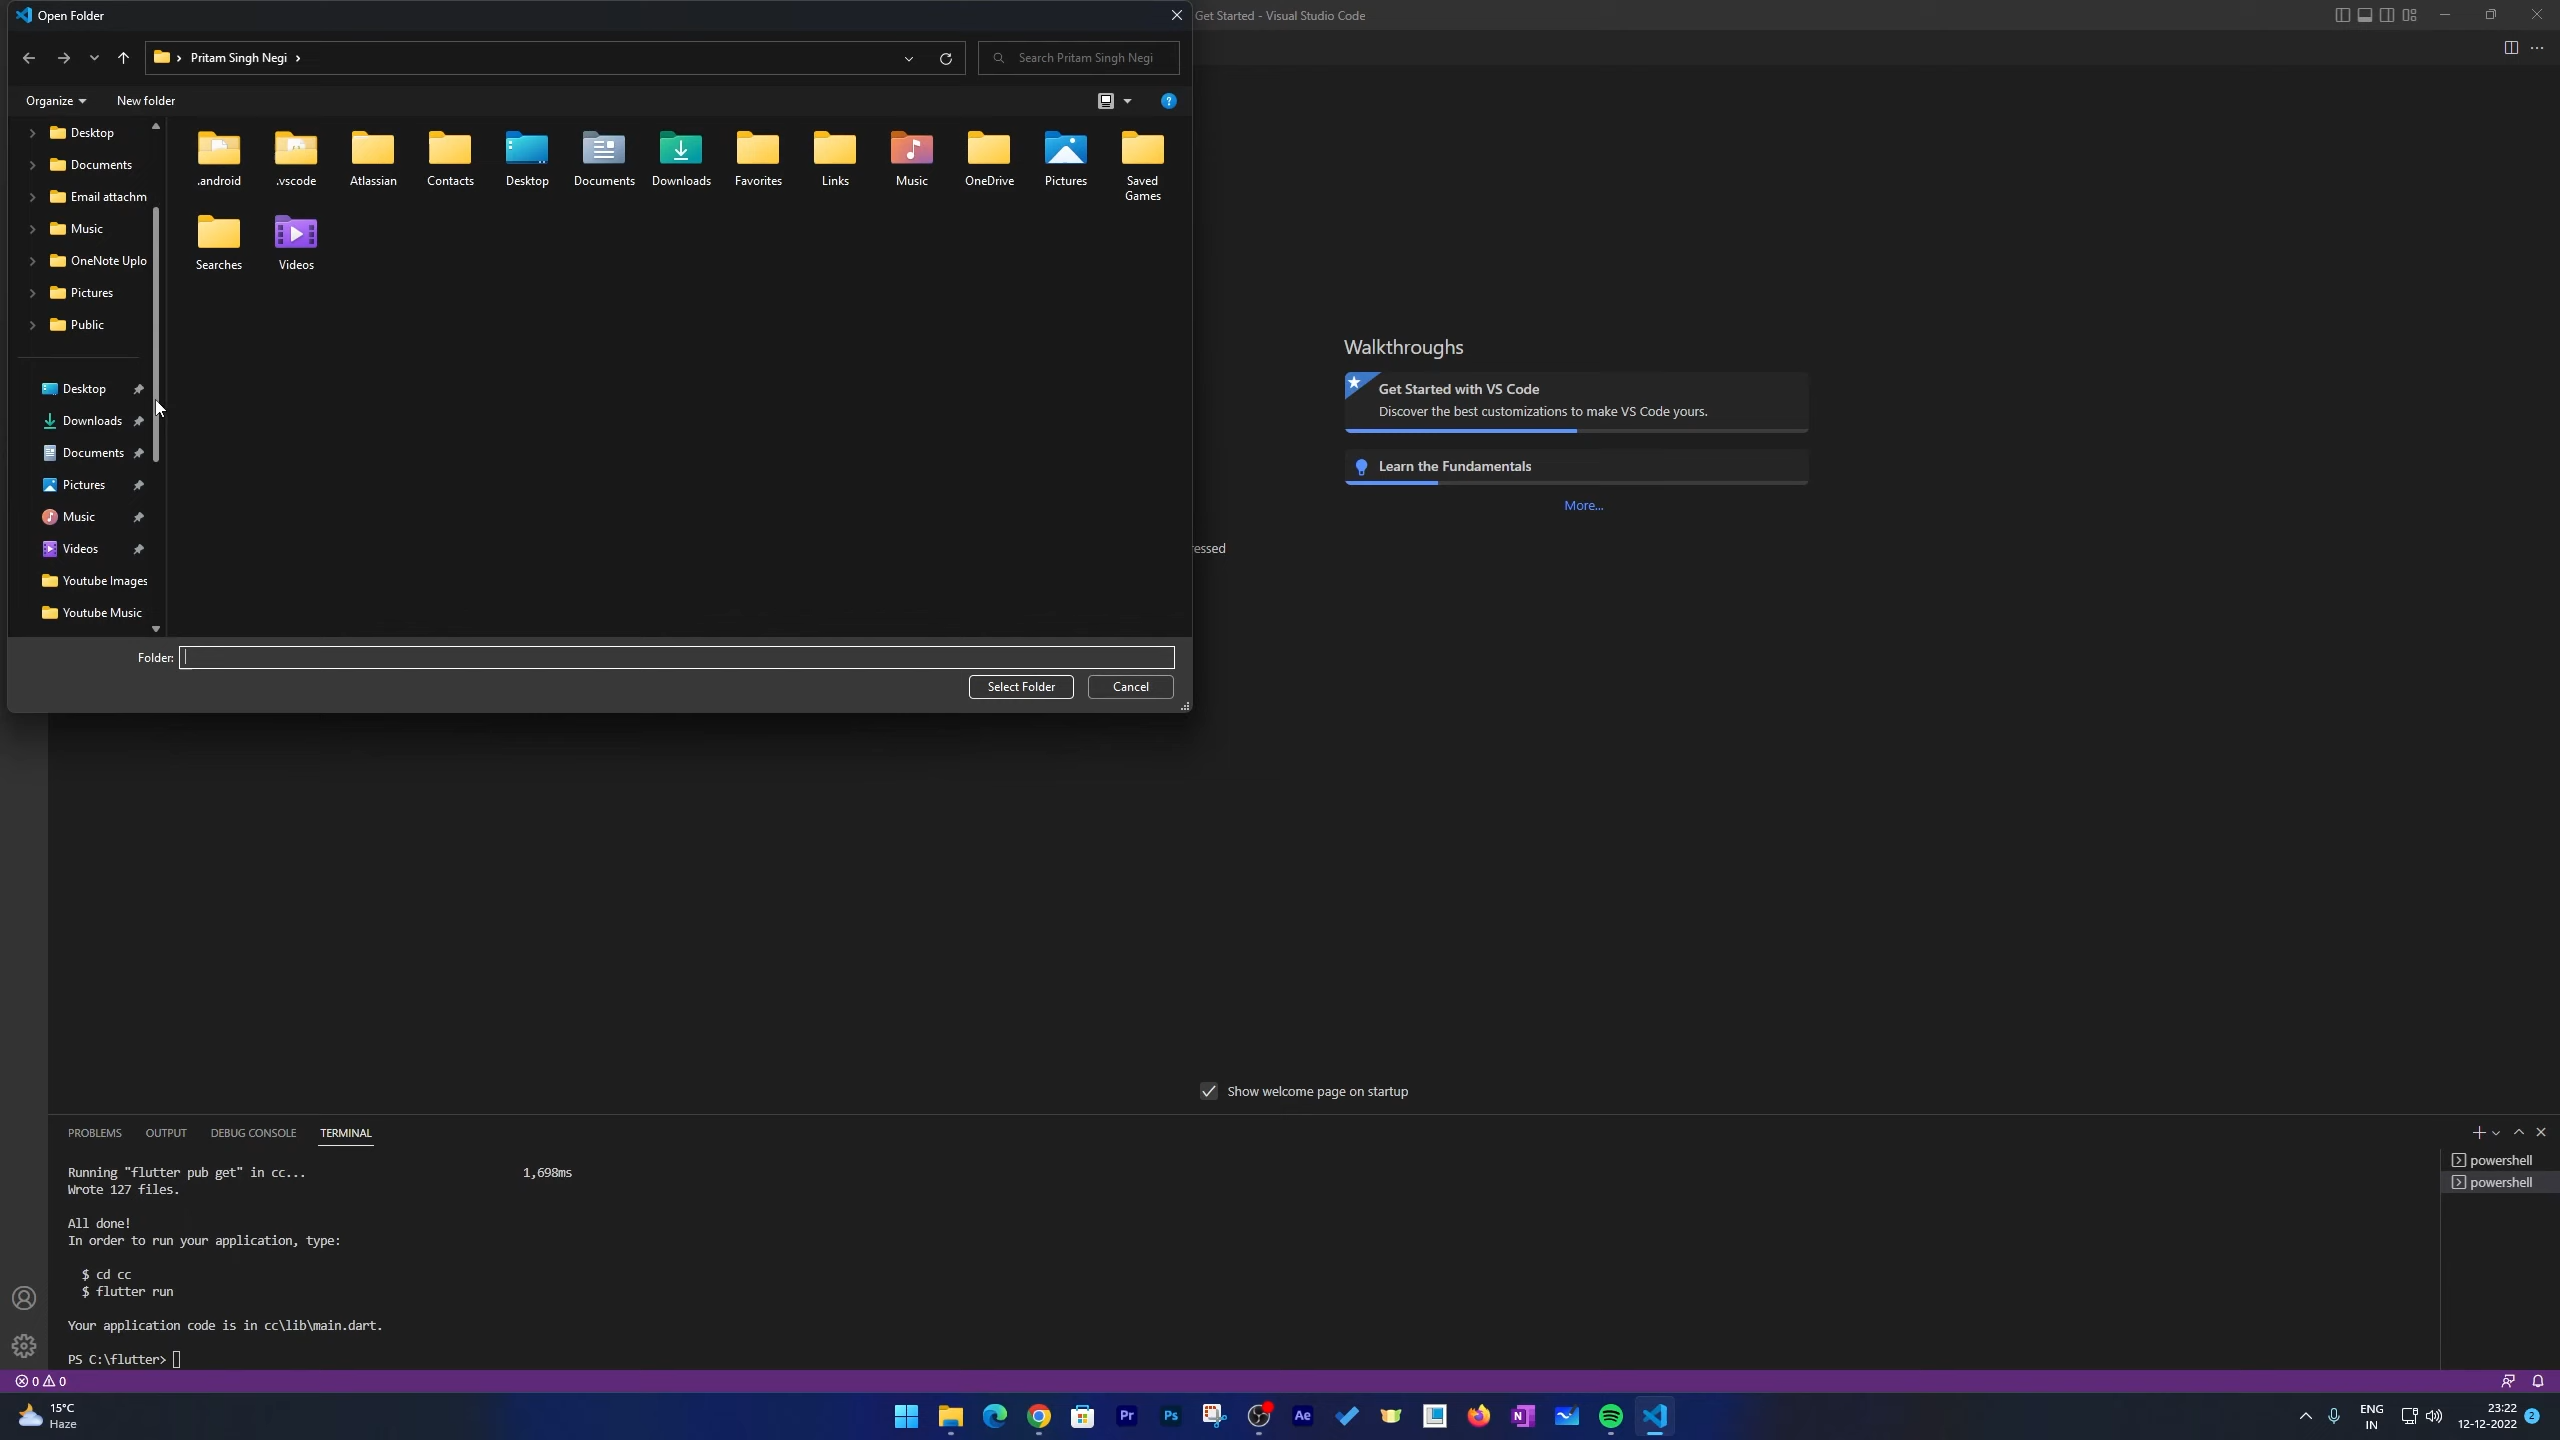 Open Folder
Get Started - Visual Studio Code
Pritam Singh Negi
Search Pritam Singh Negi
Organize
New folder
Desktop
Documents
Email attachm
Music
OneNote Uplo
Pictures
Public
Desktop
Downloads
Documents
Pictures
Music
Videos
Youtube Images
Youtube Music
.android
.vscode
Atlassian
Contacts
Desktop
Documents
Downloads
Favorites
Links
Music
OneDrive
Pictures
Saved
Games
Searches
Videos
Folder:
Select Folder
Cancel
Walkthroughs
Get Started with VS Code
Discover the best customizations to make VS Code yours.
Learn the Fundamentals
More...
essed
Show welcome page on startup
PROBLEMS
OUTPUT
DEBUG CONSOLE
TERMINAL
Running "flutter pub get" in cc... 1,698ms
Wrote 127 files.
All done!
In order to run your application, type:
$ cd cc
$ flutter run
Your application code is in cc\lib\main.dart.
PS C:\flutter>
powershell
powershell
0 0
15°C
Haze
Pr
Ps
Ae
N
ENG
IN
23:22
12-12-2022
2